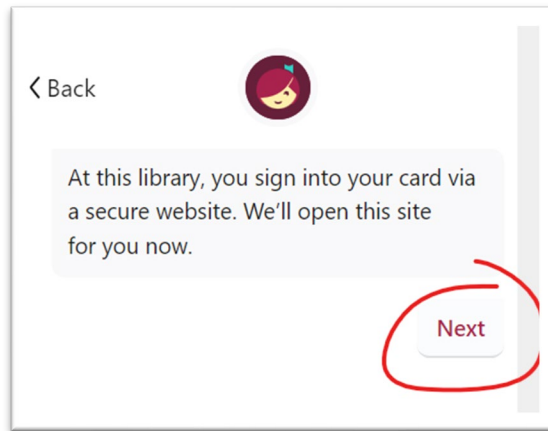 Back
At this library, you sign into your card via
a secure website. We’ll open this site
for you now.
Next